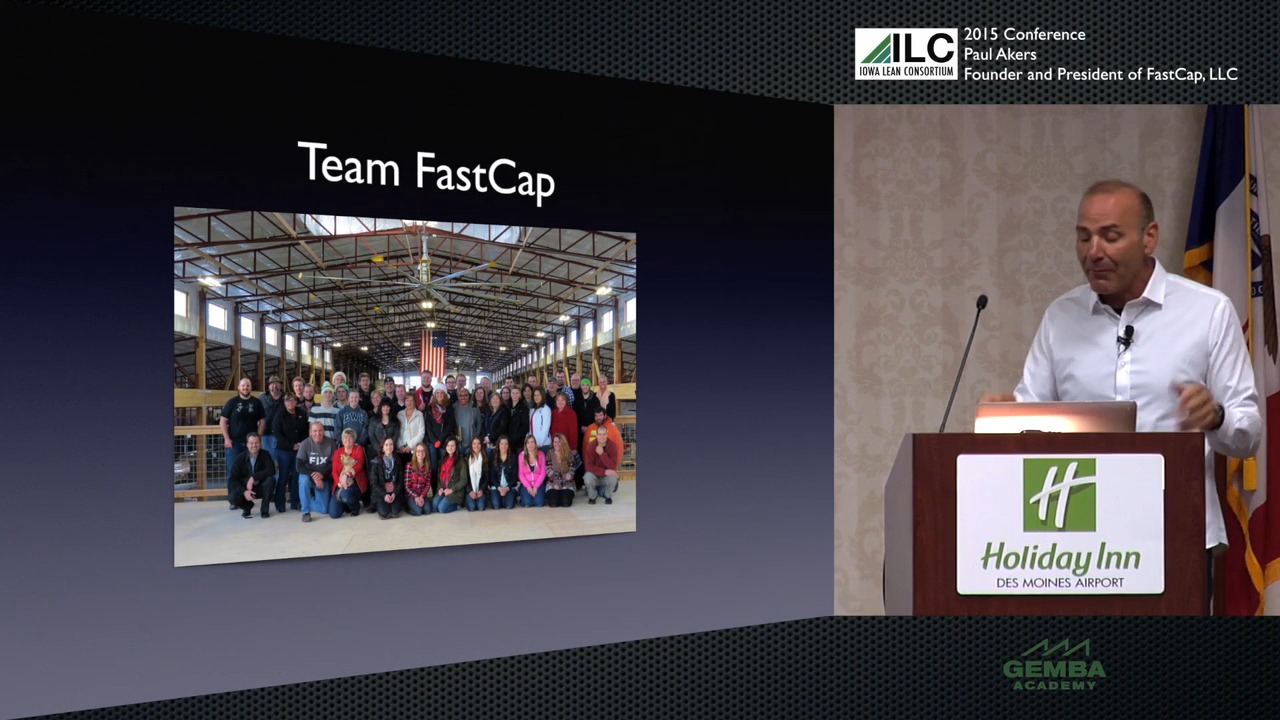 ILC
IOWA LEAN CONSORTIUM
2015 Conference
Paul Akers
Founder and President of FastCap, LLC
Team FastCap
FIX
H
Holiday Inn
DES MOINES AIRPORT
GEMBA
ACADEMY